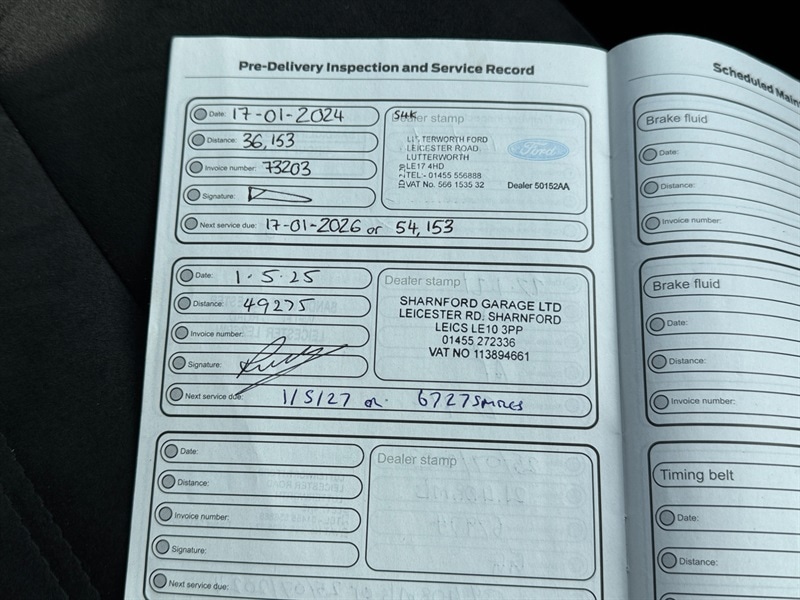 Pre-Delivery Inspection and Service Record
Date: 17-01-2024
Distance: 36,153
Invoice number: 73203
Signature:
Next service due: 17-01-2026 or 54,153
Dealer stamp
S4K
TERWORTH FORD
LEICESTER ROAD
LUTTERWORTH
LE17 4HD
TEL:- 01455 556888
VAT No. 566 1535 32
Ford
Dealer 50152AA
Date: 1.5.25
Distance: 49275
Invoice number:
Signature:
Next service due: 1/5/27 or 67275 MILES
Dealer stamp
SHARNFORD GARAGE LTD
LEICESTER RD. SHARNFORD
LEICS LE10 3PP
01455 272336
VAT NO 113894661
Date:
Distance:
Invoice number:
Signature:
Next service due:
Dealer stamp
Scheduled
Brake fluid
Date:
Distance:
Invoice number:
Brake fluid
Date:
Distance:
Invoice number:
Timing belt
Date:
Distance: